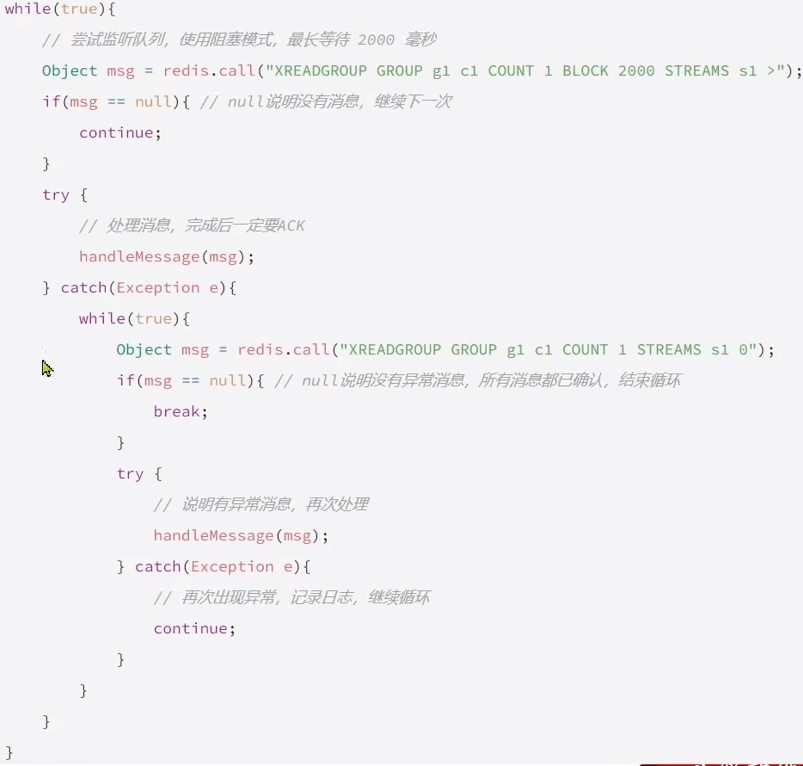 while(true){
// 尝试监听队列，使用阻塞模式，最长等待 2000 毫秒
Object msg = redis.call("XREADGROUP GROUP g1 c1 COUNT 1 BLOCK 2000 STREAMS s1 >");
if(msg == null){ // null说明没有消息，继续下一次
continue;
}
try {
// 处理消息，完成后一定要ACK
handleMessage(msg);
} catch(Exception e){
while(true){
Object msg = redis.call("XREADGROUP GROUP g1 c1 COUNT 1 STREAMS s1 0");
if(msg == null){ // null说明没有异常消息，所有消息都已确认，结束循环
break;
}
try {
// 说明有异常消息，再次处理
handleMessage(msg);
} catch(Exception e){
// 再次出现异常，记录日志，继续循环
continue;
}
}
}
}